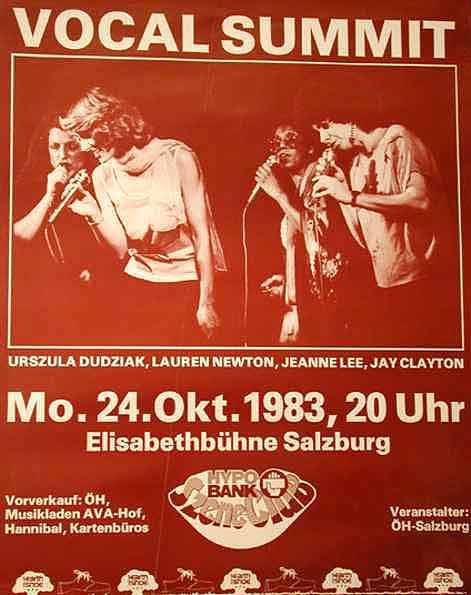 VOCAL SUMMIT
URSZULA DUDZIAK, LAUREN NEWTON, JEANNE LEE, JAY CLAYTON
Mo. 24.Okt.1983, 20 Uhr
Elisabethbühne Salzburg
HYPO
BANK
Szene
Vorverkauf: ÖH,
Musikladen AVA-Hof,
Hannibal, Kartenbüros
Veranstalter:
ÖH-Salzburg